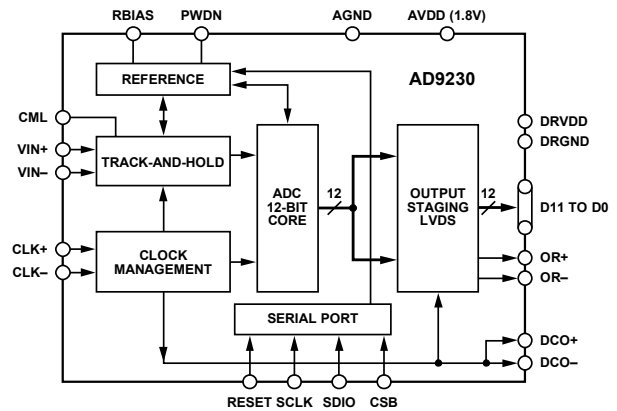 RBIAS PWDN AGND AVDD (1.8V)
REFERENCE
AD9230
CML
VIN+
VIN–
TRACK-AND-HOLD
ADC
12-BIT
CORE
12
OUTPUT
STAGING
LVDS
12
DRVDD
DRGND
D11 TO D0
CLK+
CLK–
CLOCK
MANAGEMENT
OR+
OR–
SERIAL PORT
DCO+
DCO–
RESET SCLK SDIO CSB